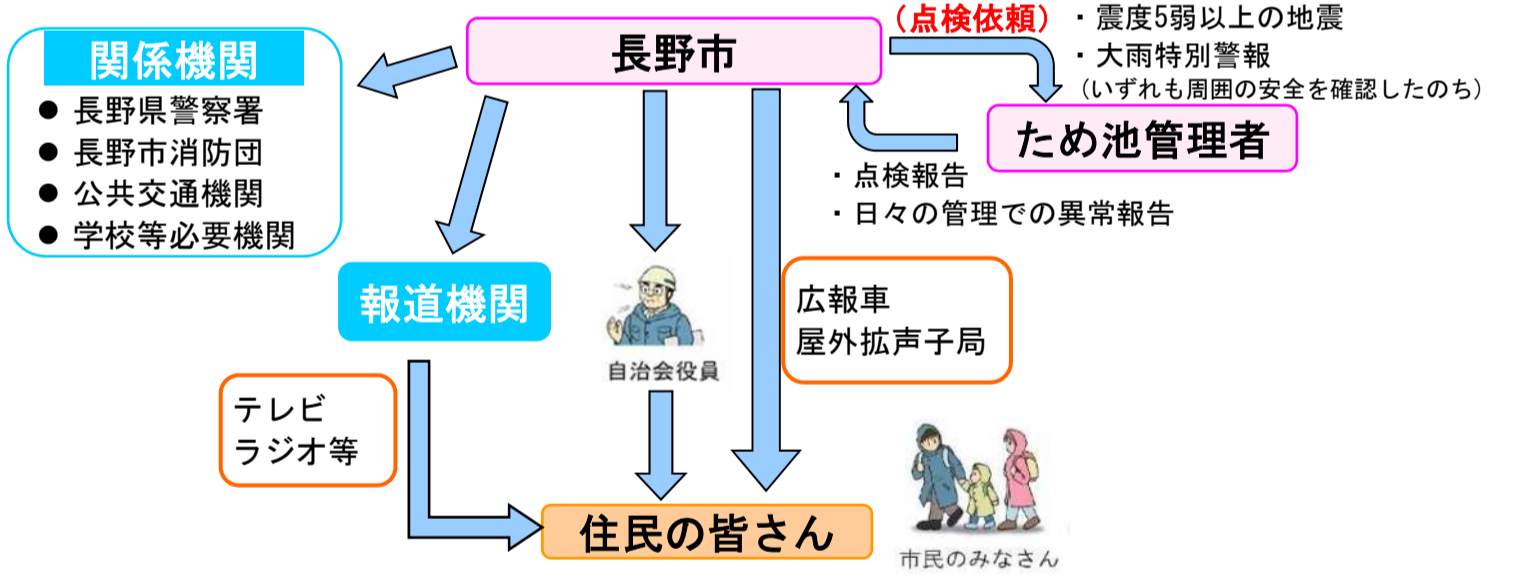 関係機関
● 長野県警察署
● 長野市消防団
● 公共交通機関
● 学校等必要機関
長野市
（点検依頼）
・震度5弱以上の地震
・大雨特別警報
（いずれも周囲の安全を確認したのち）
ため池管理者
・点検報告
・日々の管理での異常報告
報道機関
自治会役員
広報車
屋外拡声子局
テレビ
ラジオ等
住民の皆さん
市民のみなさん